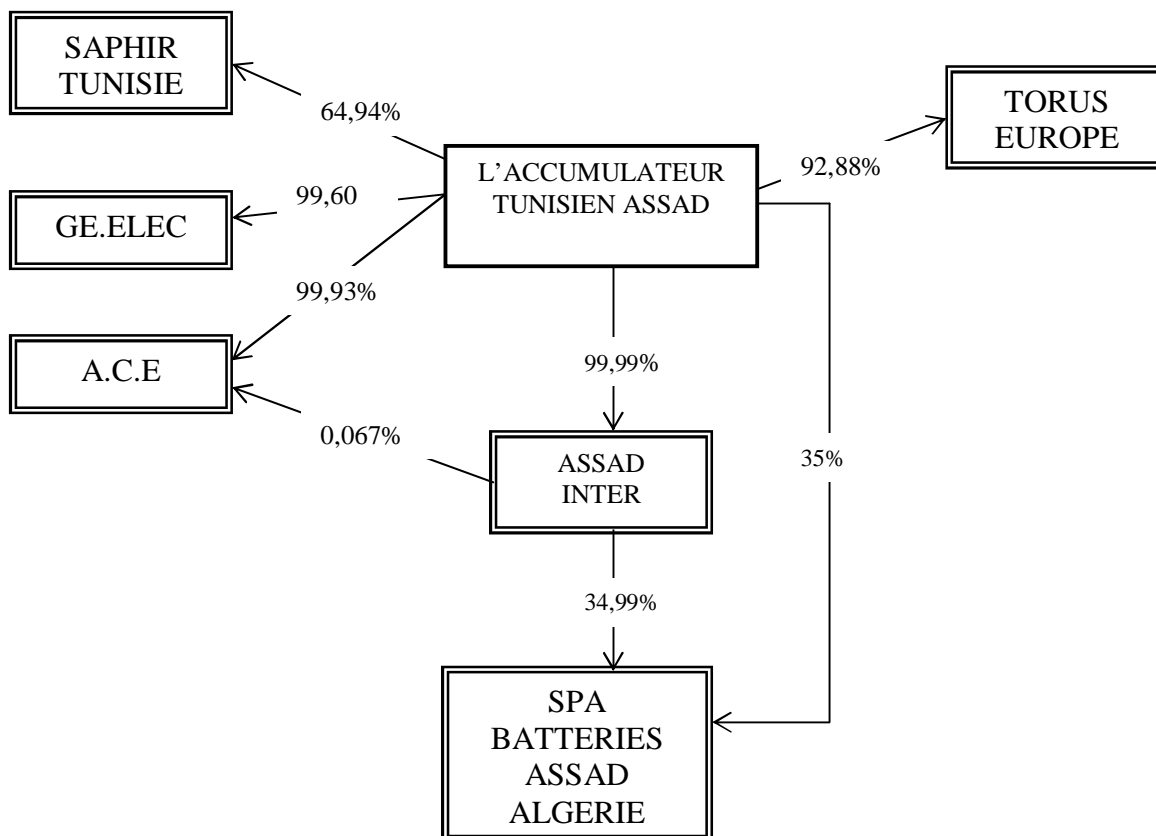 SAPHIR
TUNISIE
64,94%
TORUS
EUROPE
92,88%
L'ACCUMULATEUR
TUNISIEN ASSAD
99,60
GE.ELEC
99,93%
A.C.E
99,99%
0,067%
ASSAD
INTER
35%
34,99%
SPA
BATTERIES
ASSAD
ALGERIE